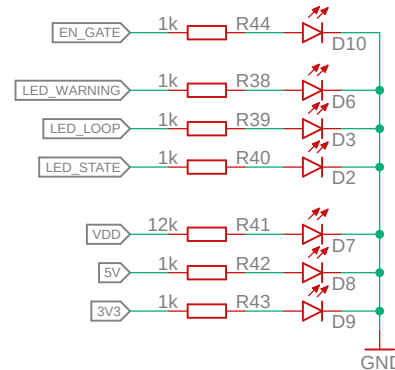 EN_GATE 1k R44 D10
LED_WARNING 1k R38 D6
LED_LOOP 1k R39 D3
LED_STATE 1k R40 D2
VDD 12k R41 D7
5V 1k R42 D8
3V3 1k R43 D9
GND